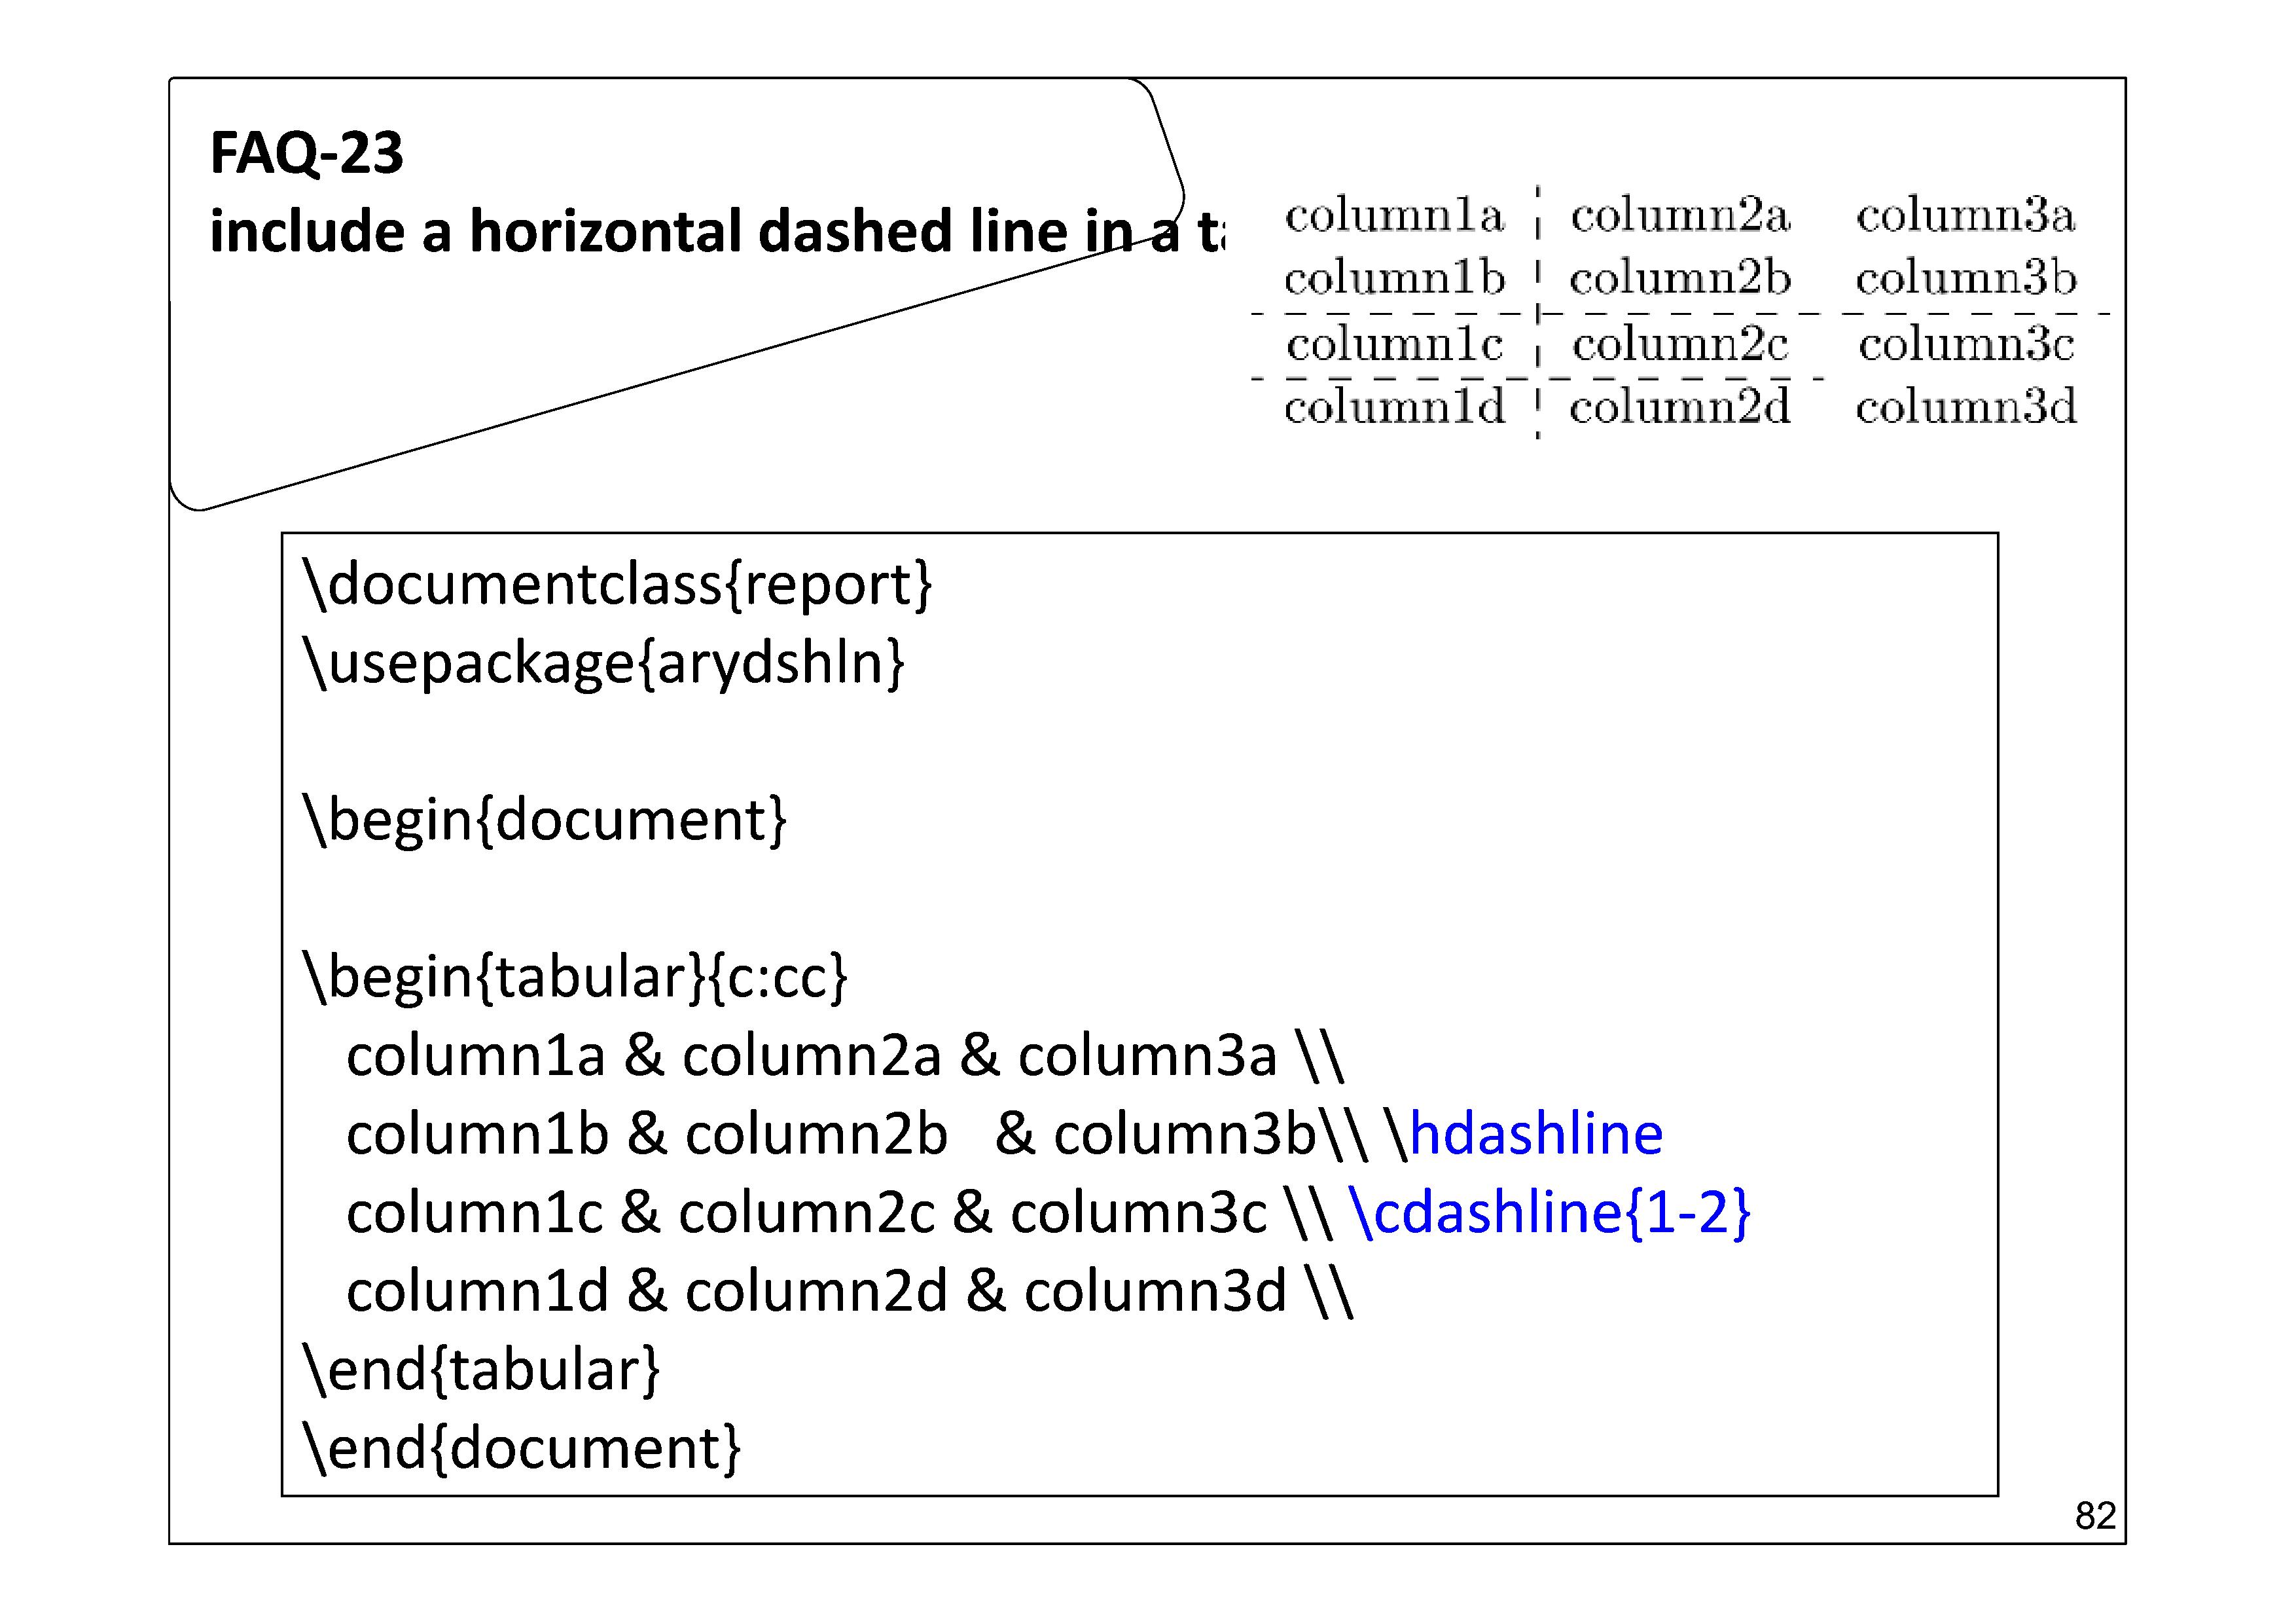 FAQ-23
include a horizontal dashed line in a
column1a column2a column3a
column1b column2b column3b
column1c column2c column3c
column1d column2d column3d
\documentclass{report}
\usepackage{arydshln}
\begin{document}
\begin{tabular}{c:cc}
column1a & column2a & column3a \\
column1b & column2b & column3b\\ \hdashline
column1c & column2c & column3c \\ \cdashline{1-2}
column1d & column2d & column3d \\
\end{tabular}
\end{document}
82